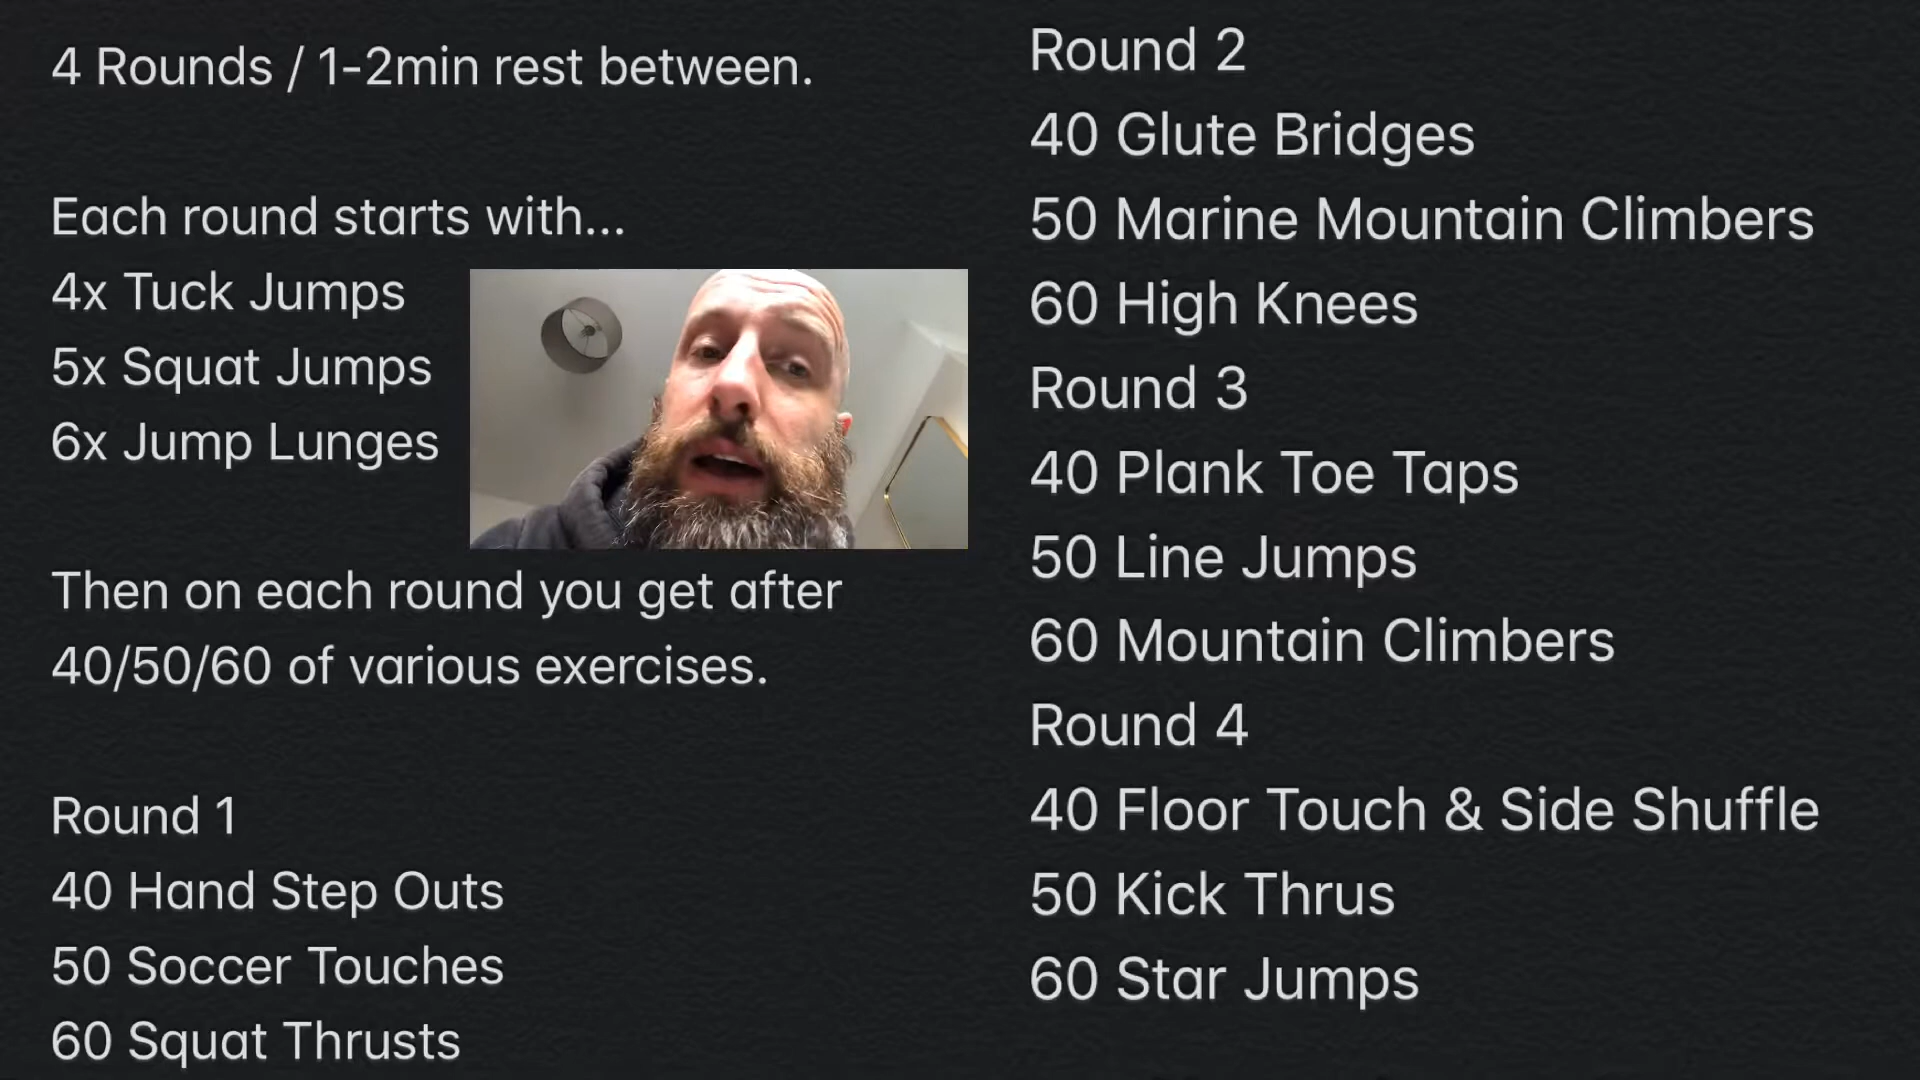 4 Rounds / 1-2min rest between.
Each round starts with...
4x Tuck Jumps
5x Squat Jumps
6x Jump Lunges
Then on each round you get after
40/50/60 of various exercises.
Round 1
40 Hand Step Outs
50 Soccer Touches
60 Squat Thrusts
Round 2
40 Glute Bridges
50 Marine Mountain Climbers
60 High Knees
Round 3
40 Plank Toe Taps
50 Line Jumps
60 Mountain Climbers
Round 4
40 Floor Touch & Side Shuffle
50 Kick Thrus
60 Star Jumps